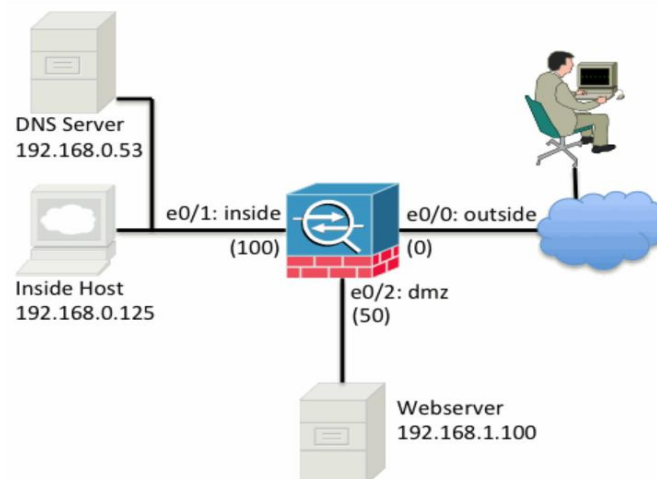 DNS Server
192.168.0.53
e0/1: inside
(100)
e0/0: outside
(0)
Inside Host
192.168.0.125
e0/2: dmz
(50)
Webserver
192.168.1.100